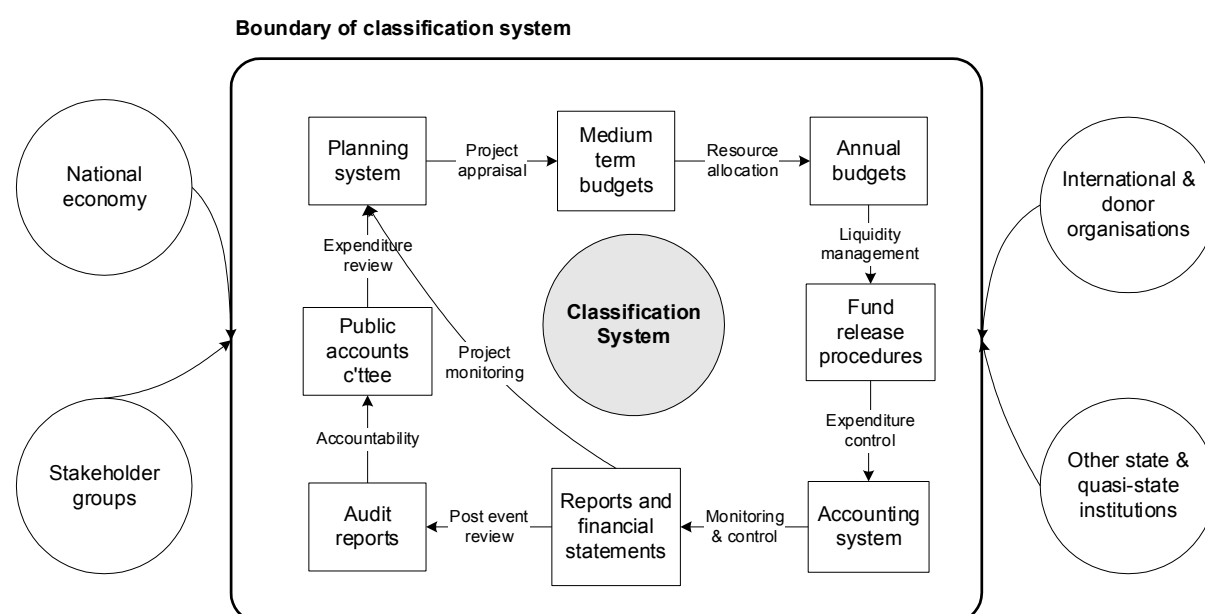 Boundary of classification system
National
economy
Planning
system
Project
appraisal
Medium
term
budgets
Resource
allocation
Annual
budgets
International &
donor
organisations
Expenditure
review
Liquidity
management
Classification
System
Public
accounts
c'ttee
Project
monitoring
Fund
release
procedures
Accountability
Expenditure
control
Stakeholder
groups
Audit
reports
Post event
review
Reports and
financial
statements
Monitoring
& control
Accounting
system
Other state &
quasi-state
institutions